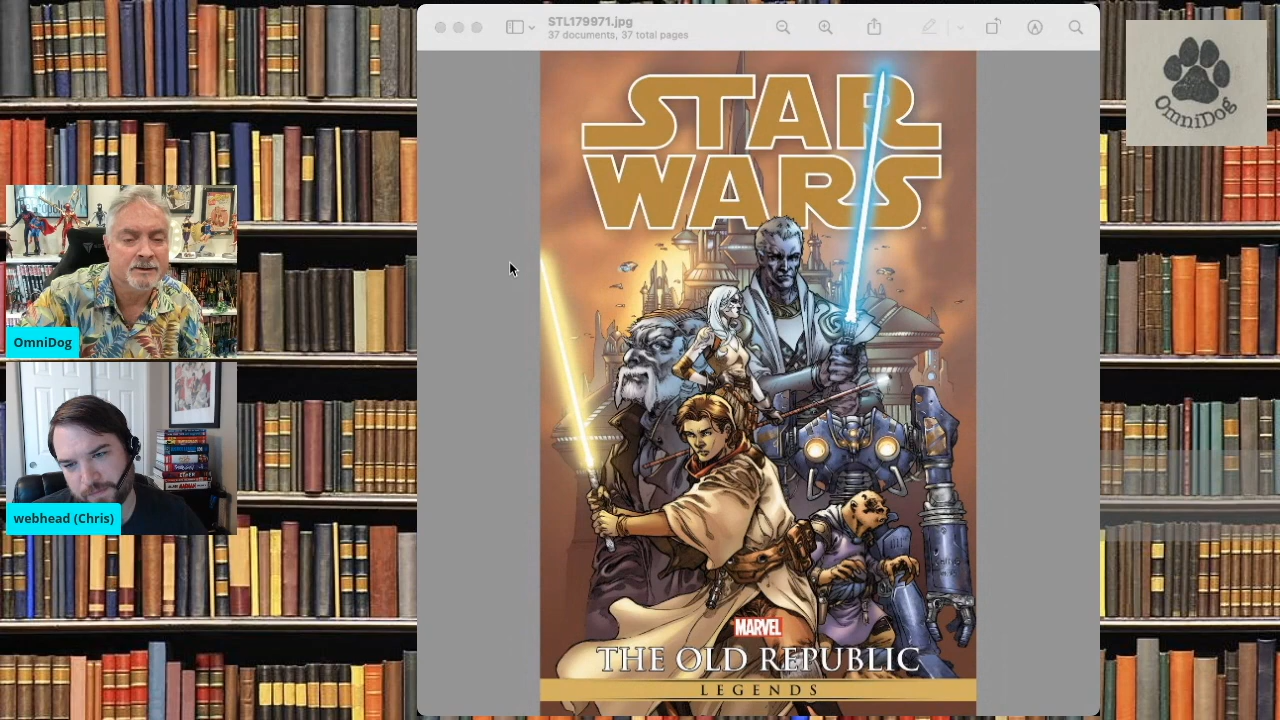 STL179971.jpg
37 documents, 37 total pages
OmniDog
STAR
WARS
OmniDog
webhead (Chris)
MARVEL
THE OLD REPUBLIC
LEGENDS